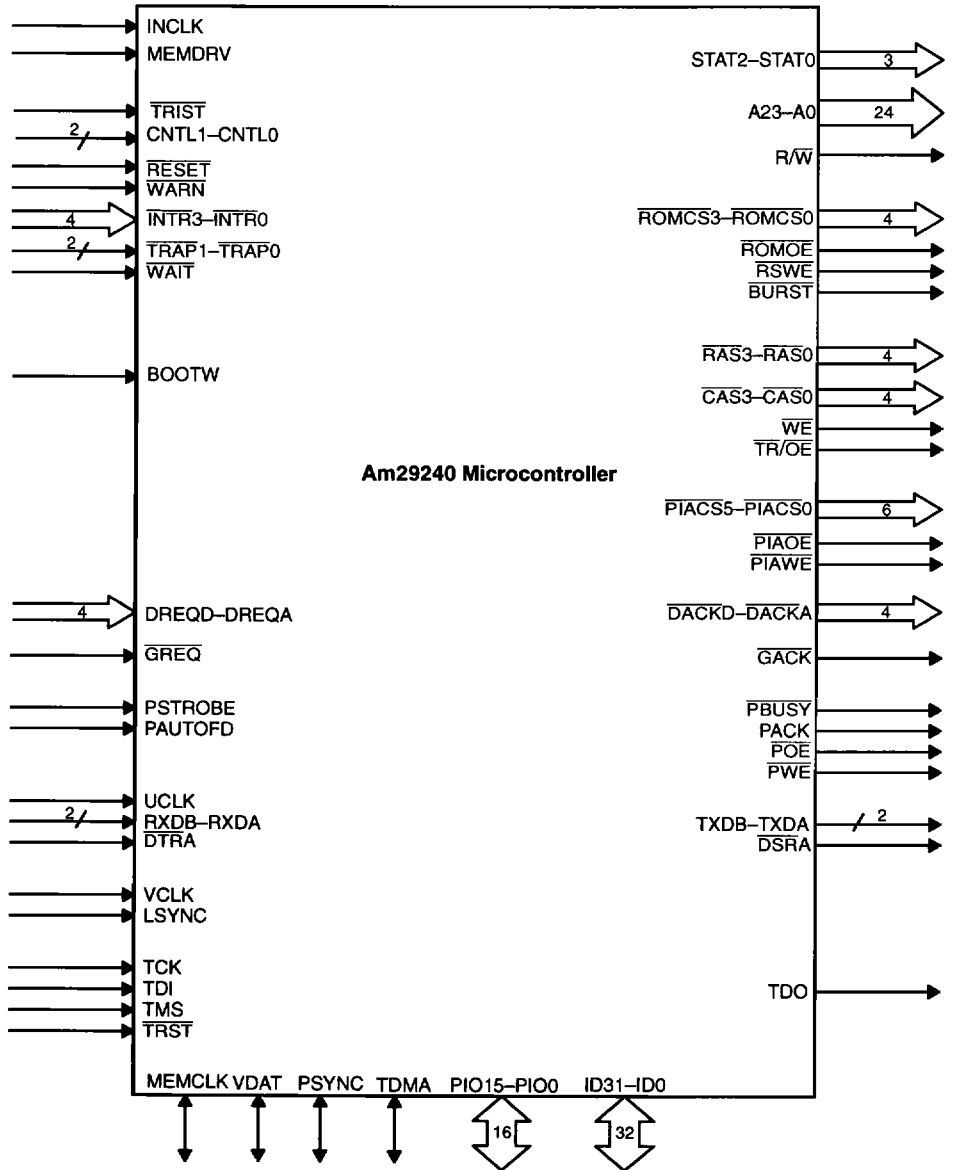 INCLK
MEMDRV
TRIST
2
CNTL1–CNTL0
RESET
WARN
4
INTR3–INTR0
2
TRAP1–TRAP0
WAIT
BOOTW
4
DREQD–DREQA
GREQ
PSTROBE
PAUTOFD
UCLK
2
RXDB–RXDA
DTRA
VCLK
LSYNC
TCK
TDI
TMS
TRST
Am29240 Microcontroller
STAT2–STAT0
3
A23–A0
24
R/W
ROMCS3–ROMCS0
4
ROMOE
RSWE
BURST
RAS3–RAS0
4
CAS3–CAS0
4
WE
TR/OE
PIACS5–PIACS0
6
PIAOE
PIAWE
DACKD–DACKA
4
GACK
PBUSY
PACK
POE
PWE
TXDB–TXDA
2
DSRA
TDO
MEMCLK VDAT PSYNC TDMA PIO15–PIO0 ID31–ID0
16 32